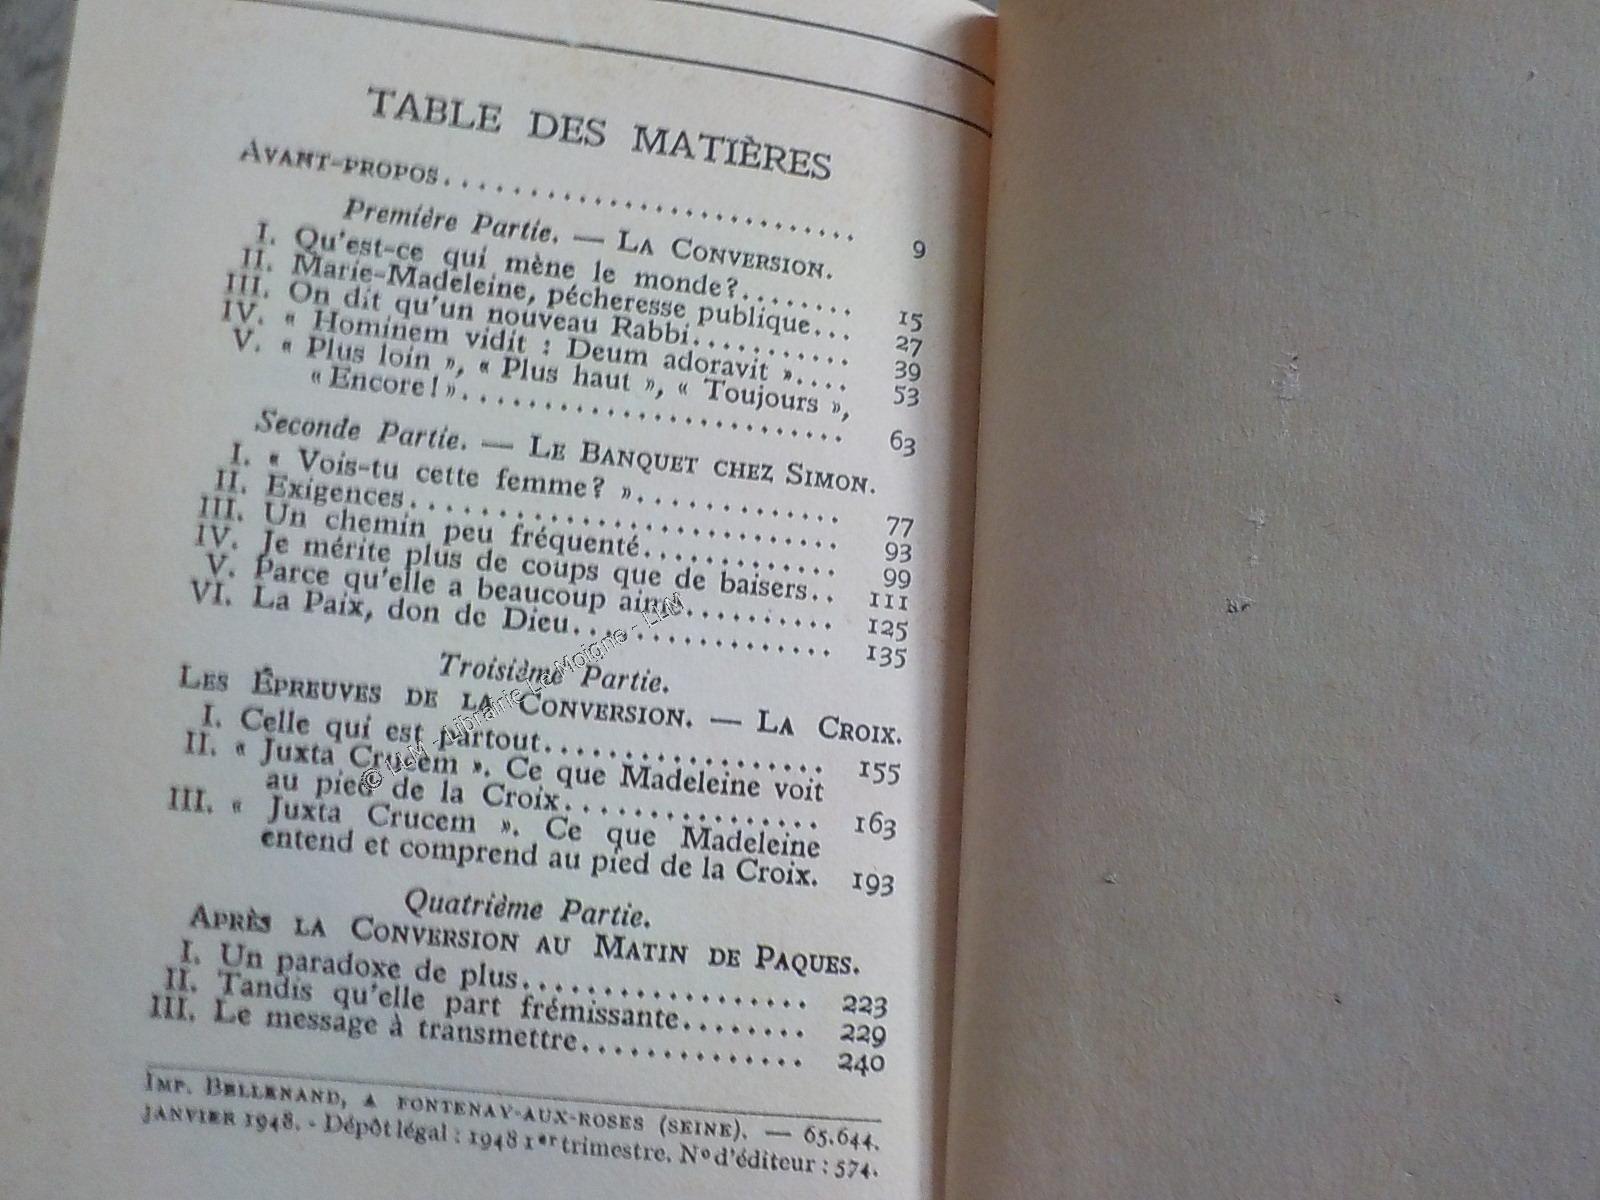 TABLE DES MATIÈRES
AVANT-PROPOS........................ 9
Première Partie. — LA CONVERSION.
I. Qu'est-ce qui mène le monde?........ 15
II. Marie-Madeleine, pécheresse publique... 27
III. On dit qu'un nouveau Rabbi........... 39
IV. « Hominem vidit : Deum adoravit ».... 53
V. « Plus loin », « Plus haut », « Toujours »,
« Encore! »........................ 63
Seconde Partie. — LE BANQUET CHEZ SIMON.
I. « Vois-tu cette femme? »............. 77
II. Exigences........................... 93
III. Un chemin peu fréquenté............. 99
IV. Je mérite plus de coups que de baisers.. 111
V. Parce qu'elle a beaucoup aimé.......... 125
VI. La Paix, don de Dieu................ 135
Troisième Partie.
LES ÉPREUVES DE LA CONVERSION. — LA CROIX.
I. Celle qui est partout................. 155
II. « Juxta Crucem ». Ce que Madeleine voit
au pied de la Croix................ 163
III. « Juxta Crucem ». Ce que Madeleine
entend et comprend au pied de la Croix. 193
Quatrième Partie.
APRÈS LA CONVERSION AU MATIN DE PAQUES.
I. Un paradoxe de plus.................. 223
II. Tandis qu'elle part frémissante........ 229
III. Le message à transmettre.............. 240
IMP. BELLENAND, A FONTENAY-AUX-ROSES (SEINE). — 65.644.
JANVIER 1948. - Dépôt légal : 1948 1er trimestre. N° d'éditeur : 574.
© LLM - Librairie Le Moigne - LLM